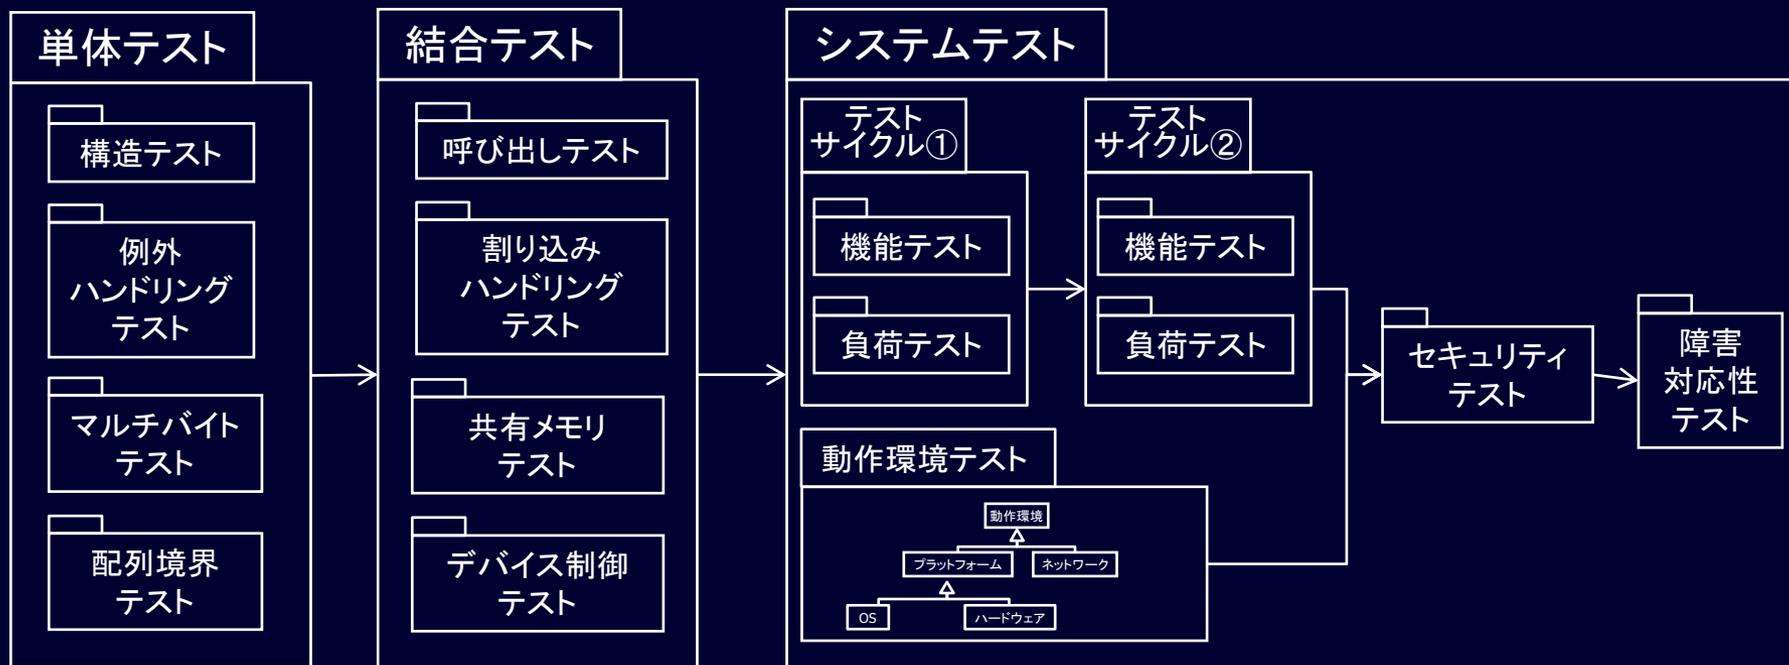 単体テスト
構造テスト
例外
ハンドリング
テスト
マルチバイト
テスト
配列境界
テスト
結合テスト
呼び出しテスト
割り込み
ハンドリング
テスト
共有メモリ
テスト
デバイス制御
テスト
システムテスト
テスト
サイクル①
機能テスト
負荷テスト
テスト
サイクル②
機能テスト
負荷テスト
動作環境テスト
動作環境
プラットフォーム
ネットワーク
OS
ハードウェア
セキュリティ
テスト
障害
対応性
テスト